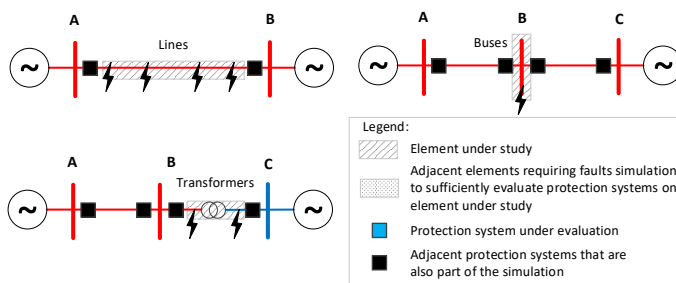 A
B
Lines
~
~
A
B
C
Buses
~
~
A
B
C
Transformers
~
~
Legend:
Element under study
Adjacent elements requiring faults simulation
to sufficiently evaluate protection systems on
element under study
Protection system under evaluation
Adjacent protection systems that are
also part of the simulation